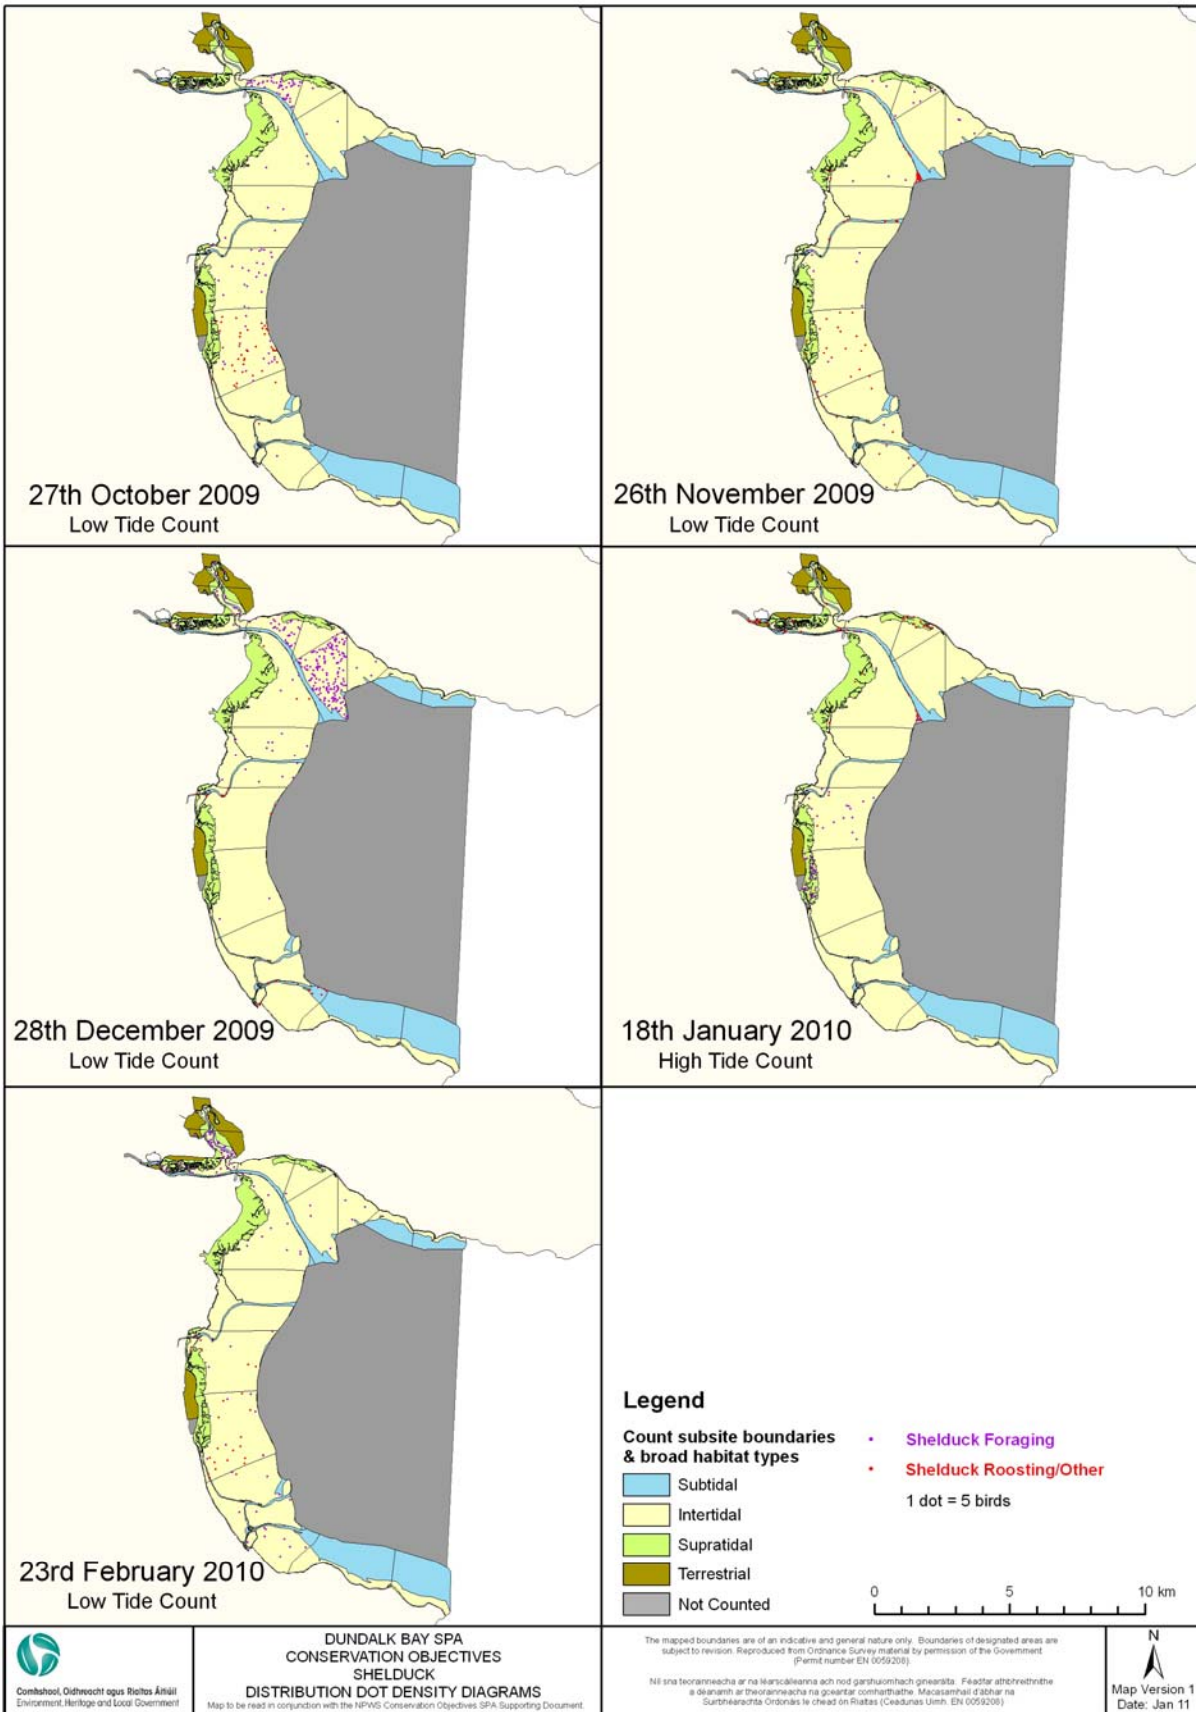 27th October 2009
Low Tide Count
26th November 2009
Low Tide Count
28th December 2009
Low Tide Count
18th January 2010
High Tide Count
23rd February 2010
Low Tide Count
Legend
Count subsite boundaries
& broad habitat types
Subtidal
Intertidal
Supratidal
Terrestrial
Not Counted
Shelduck Foraging
Shelduck Roosting/Other
1 dot = 5 birds
0 5 10 km
Comhshaol, Oidhreacht agus Rialtas Áitiúil
Environment, Heritage and Local Government
DUNDALK BAY SPA
CONSERVATION OBJECTIVES
SHELDUCK
DISTRIBUTION DOT DENSITY DIAGRAMS
Map to be read in conjunction with the NPWS Conservation Objectives SPA Supporting Document.
The mapped boundaries are of an indicative and general nature only. Boundaries of designated areas are
subject to revision. Reproduced from Ordnance Survey material by permission of the Government
(Permit number EN 0059208).
Níl sna teorainneacha ar na
N
Map Version 1
Date: Jan 11